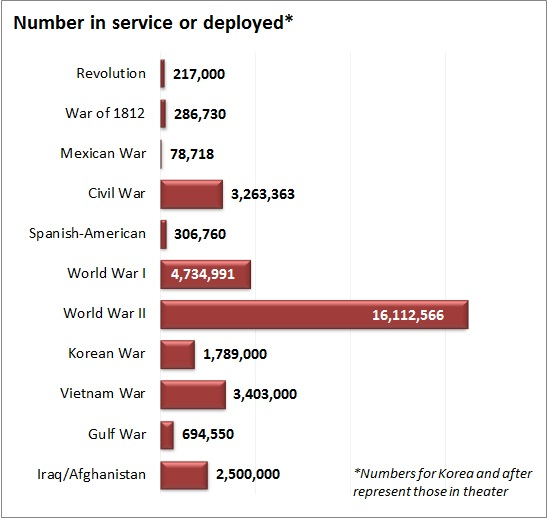 Number in service or deployed*
Revolution 217,000
War of 1812 286,730
Mexican War 78,718
Civil War 3,263,363
Spanish-American 306,760
World War I 4,734,991
World War II 16,112,566
Korean War 1,789,000
Vietnam War 3,403,000
Gulf War 694,550
Iraq/Afghanistan 2,500,000
*Numbers for Korea and after
represent those in theater